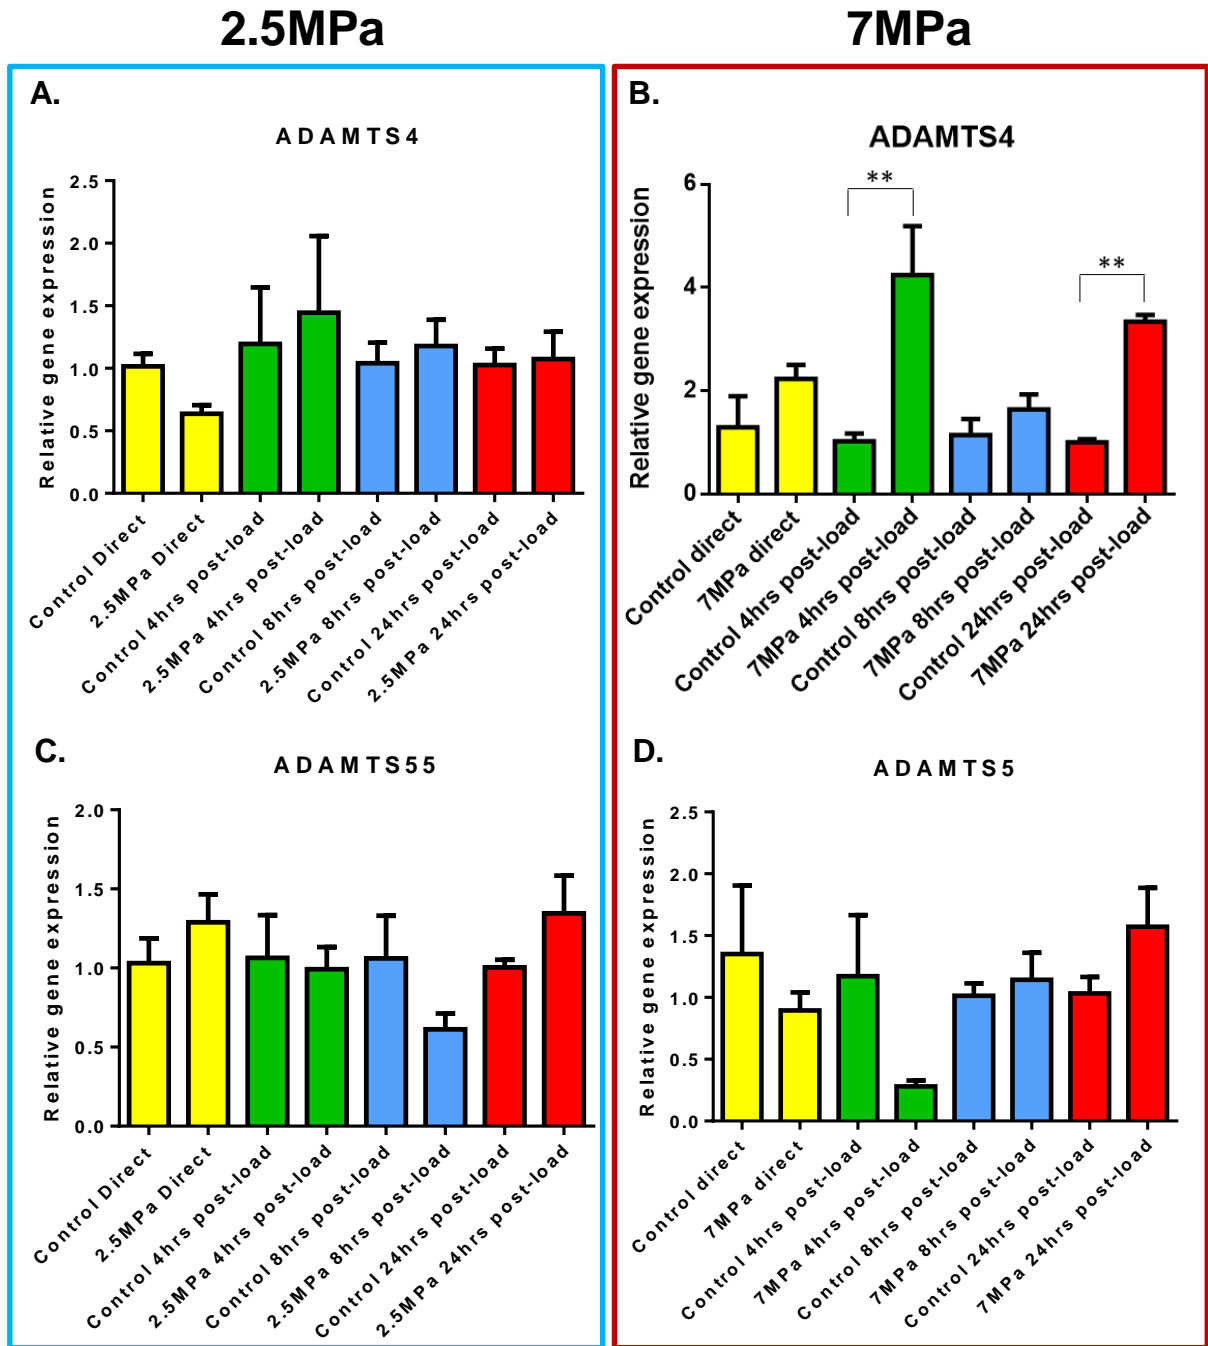 2.5MPa
7MPa
A.
ADAMTS4
Relative gene expression
2.5
2.0
1.5
1.0
0.5
0.0
Control Direct
2.5MPa Direct
Control 4hrs post-load
2.5MPa 4hrs post-load
Control 8hrs post-load
2.5MPa 8hrs post-load
Control 24hrs post-load
2.5MPa 24hrs post-load
B.
ADAMTS4
Relative gene expression
6
4
2
0
**
**
Control direct
7MPa direct
Control 4hrs post-load
7MPa 4hrs post-load
Control 8hrs post-load
7MPa 8hrs post-load
Control 24hrs post-load
7MPa 24hrs post-load
C.
ADAMTS55
Relative gene expression
2.0
1.5
1.0
0.5
0.0
Control Direct
2.5MPa Direct
Control 4hrs post-load
2.5MPa 4hrs post-load
Control 8hrs post-load
2.5MPa 8hrs post-load
Control 24hrs post-load
2.5MPa 24hrs post-load
D.
ADAMTS5
Relative gene expression
2.5
2.0
1.5
1.0
0.5
0.0
Control direct
7MPa direct
Control 4hrs post-load
7MPa 4hrs post-load
Control 8hrs post-load
7MPa 8hrs post-load
Control 24hrs post-load
7MPa 24hrs post-load